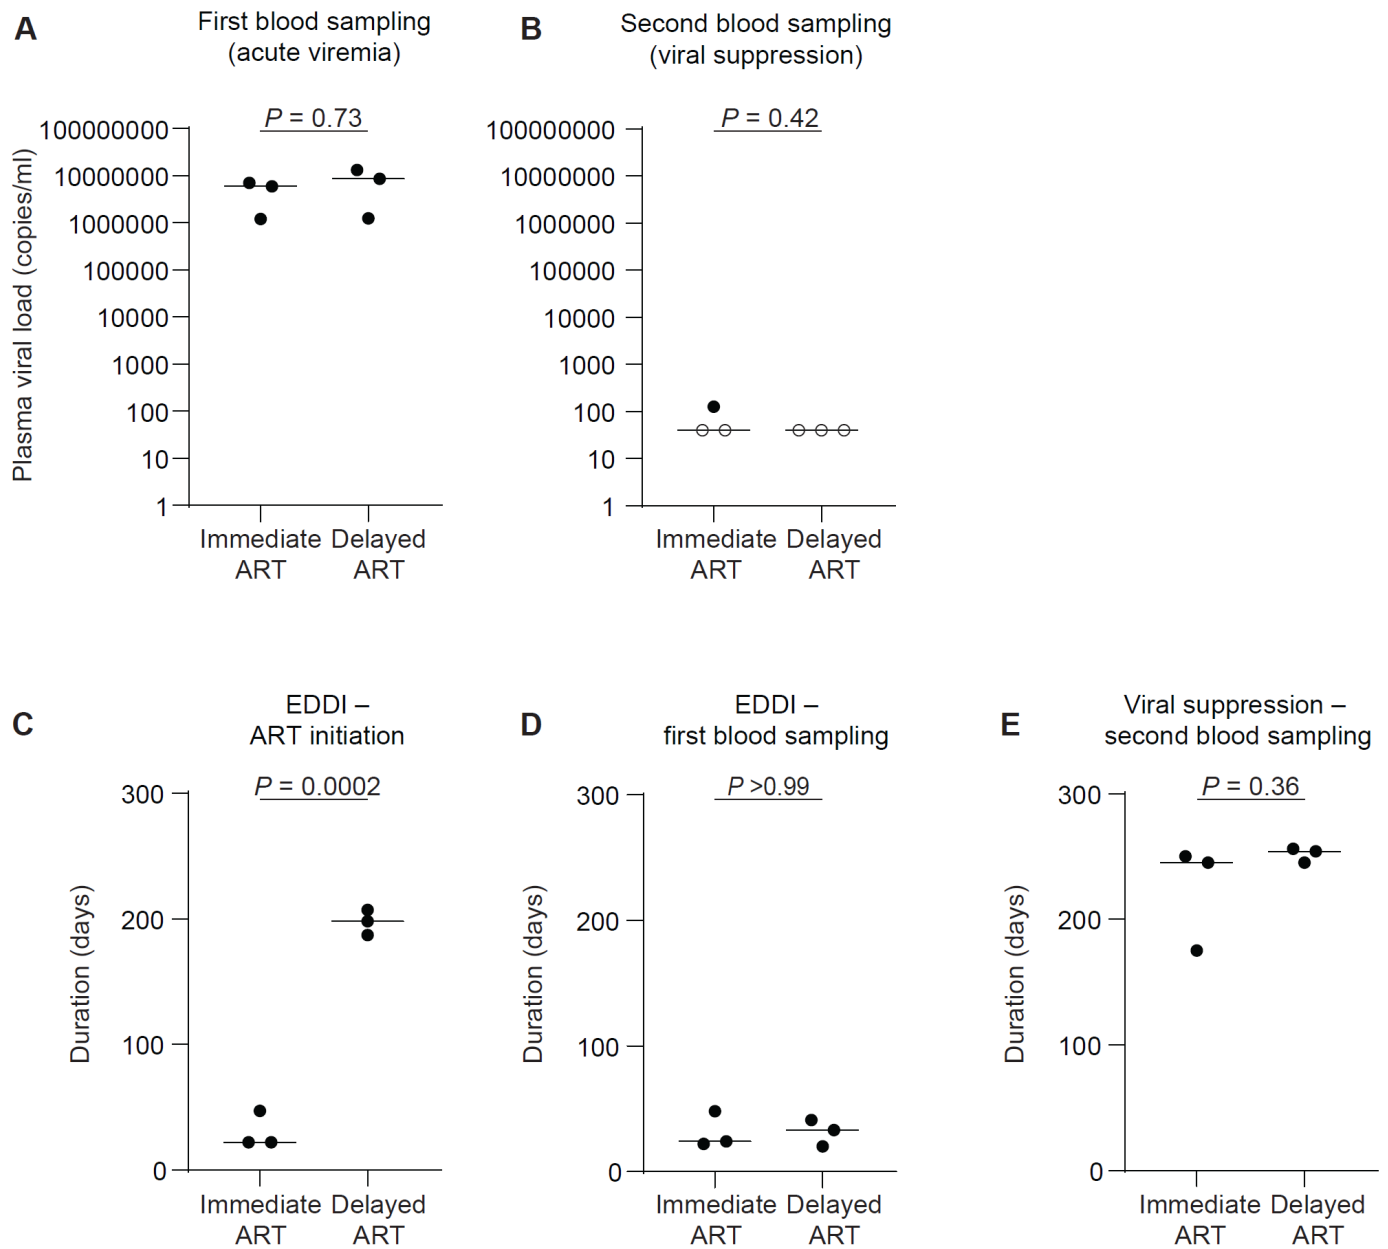 A
First blood sampling
(acute viremia)
P = 0.73
Plasma viral load (copies/ml)
100000000
10000000
1000000
100000
10000
1000
100
10
1
Immediate
ART
Delayed
ART
B
Second blood sampling
(viral suppression)
P = 0.42
100000000
10000000
1000000
100000
10000
1000
100
10
1
Immediate
ART
Delayed
ART
C
EDDI –
ART initiation
P = 0.0002
Duration (days)
300
200
100
0
Immediate
ART
Delayed
ART
D
EDDI –
first blood sampling
P >0.99
Duration (days)
300
200
100
0
Immediate
ART
Delayed
ART
E
Viral suppression –
second blood sampling
P = 0.36
Duration (days)
300
200
100
0
Immediate
ART
Delayed
ART